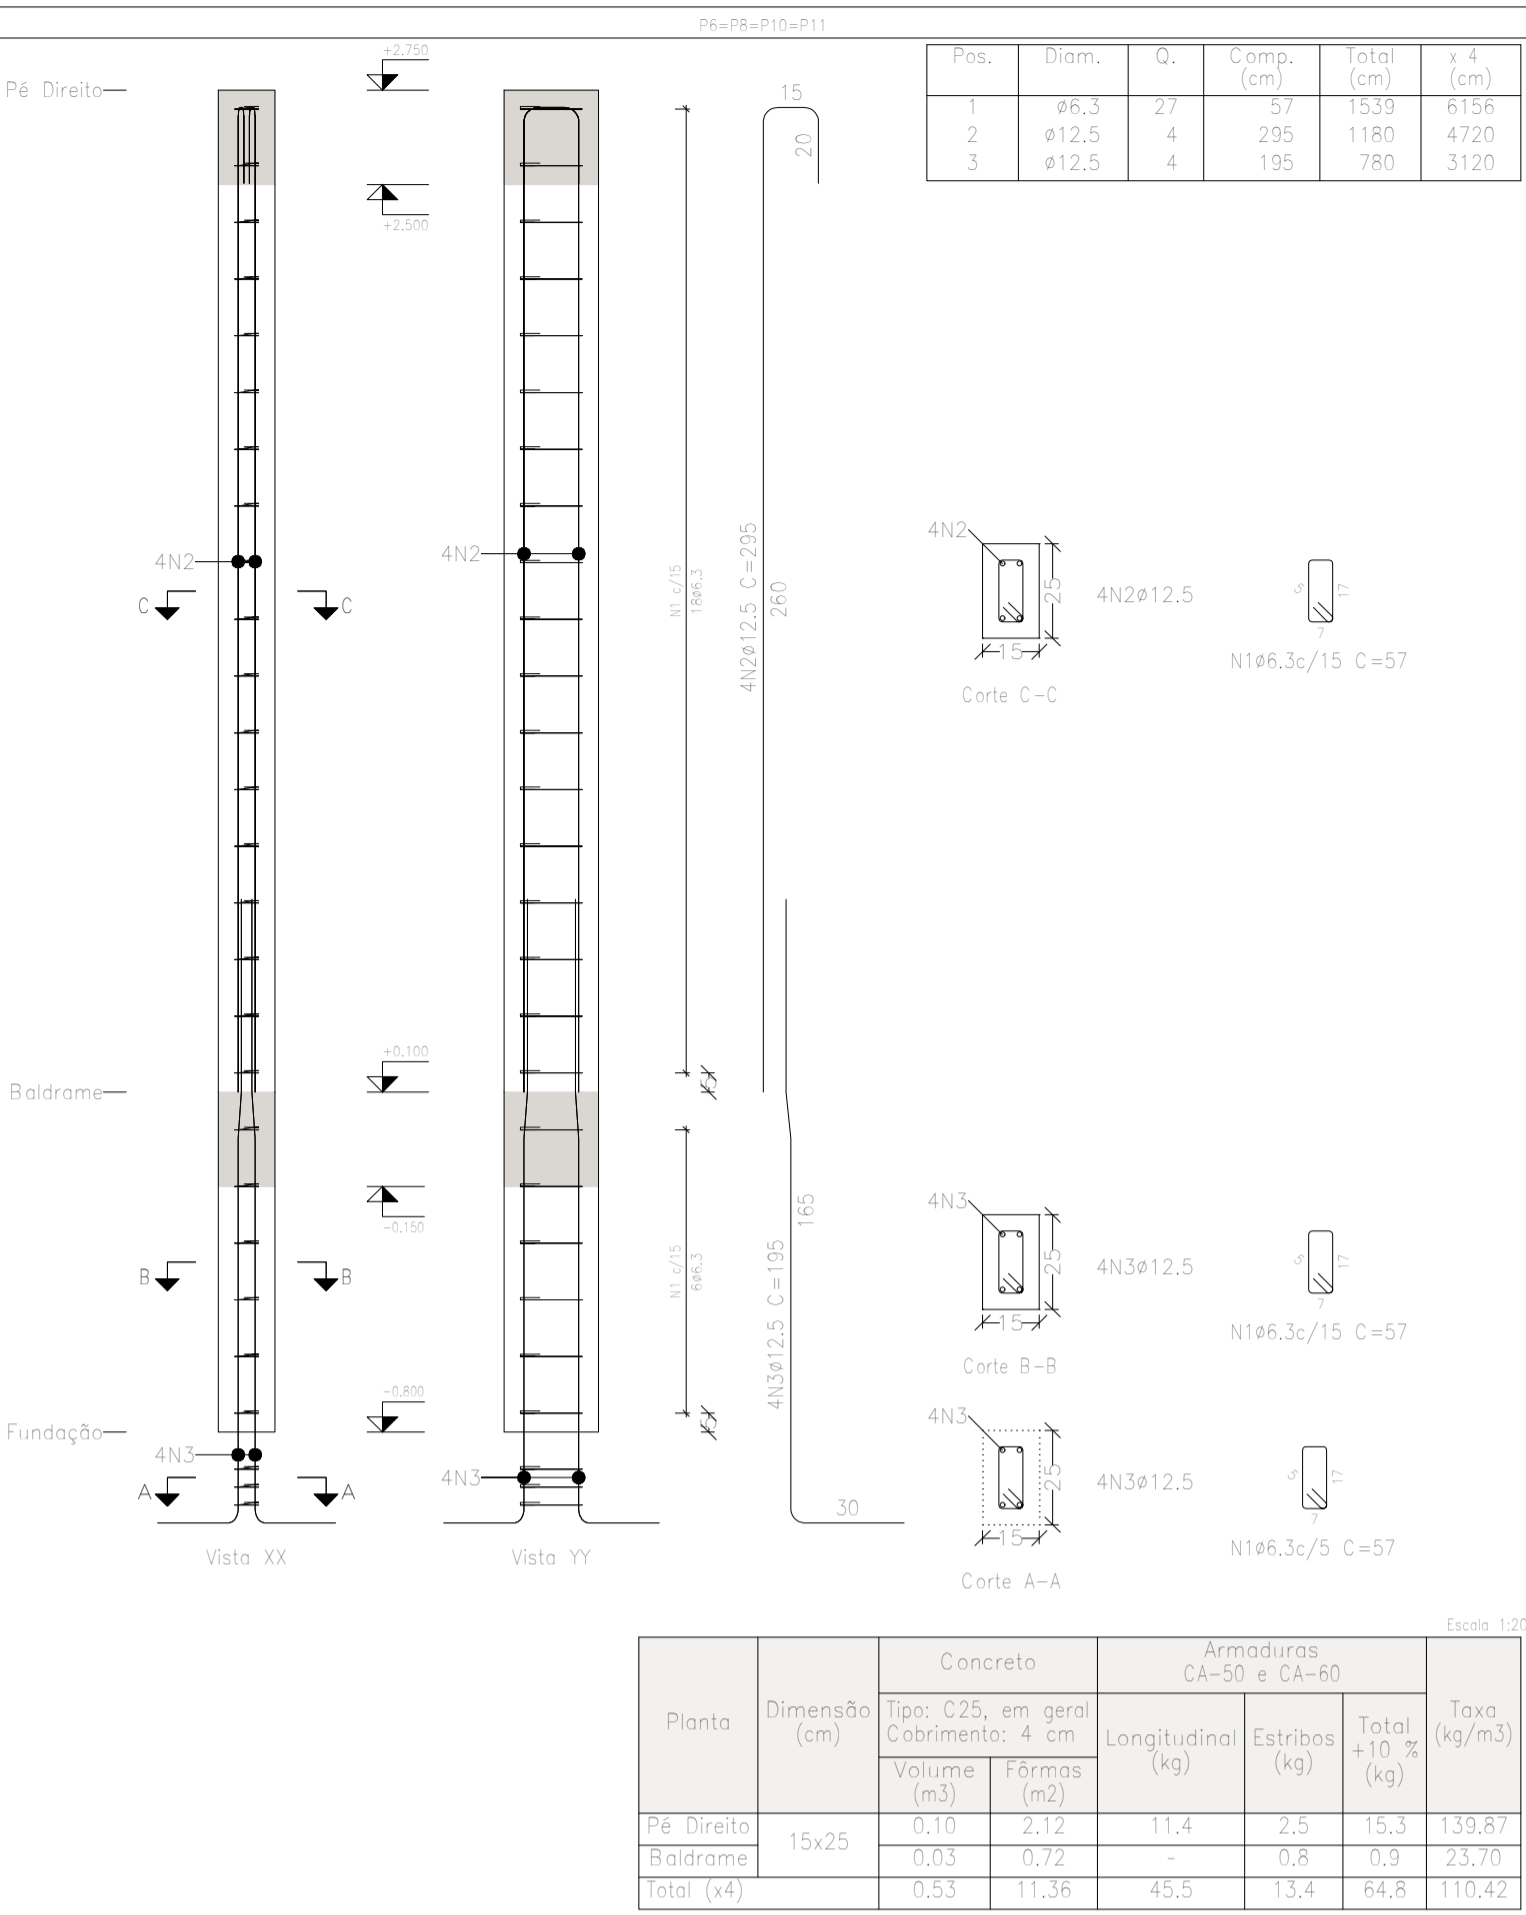 P6=P8=P10=P11
Pos. Diam. Q. Comp. (cm) Total (cm) x 4 (cm)
1 ø6.3 27 57 1539 6156
2 ø12.5 4 295 1180 4720
3 ø12.5 4 195 780 3120
+2.750
Pé Direito
15
20
+2.500
4N2
4N2
C C
N1 c/15
18ø6.3
4N2ø12.5 C=295
260
4N2
25
15
4N2ø12.5
Corte C-C
5
17
7
N1ø6.3c/15 C=57
+0.100
Baldrame
5
-0.150
165
B B
N1 c/15
6ø6.3
4N3ø12.5 C=195
4N3
25
15
4N3ø12.5
Corte B-B
5
17
7
N1ø6.3c/15 C=57
-0.800
Fundação
5
4N3
4N3
A A
30
4N3
25
15
4N3ø12.5
Corte A-A
5
17
7
N1ø6.3c/5 C=57
Vista XX
Vista YY
Escala 1:20
Planta
Dimensão
(cm)
Concreto
Tipo: C25, em geral
Cobrimento: 4 cm
Volume
(m3)
Fôrmas
(m2)
Armaduras
CA-50 e CA-60
Longitudinal
(kg)
Estribos
(kg)
Total
+10 %
(kg)
Taxa
(kg/m3)
Pé Direito 15x25 0.10 2.12 11.4 2.5 15.3 139.87
Baldrame 0.03 0.72 - 0.8 0.9 23.70
Total (x4) 0.53 11.36 45.5 13.4 64.8 110.42